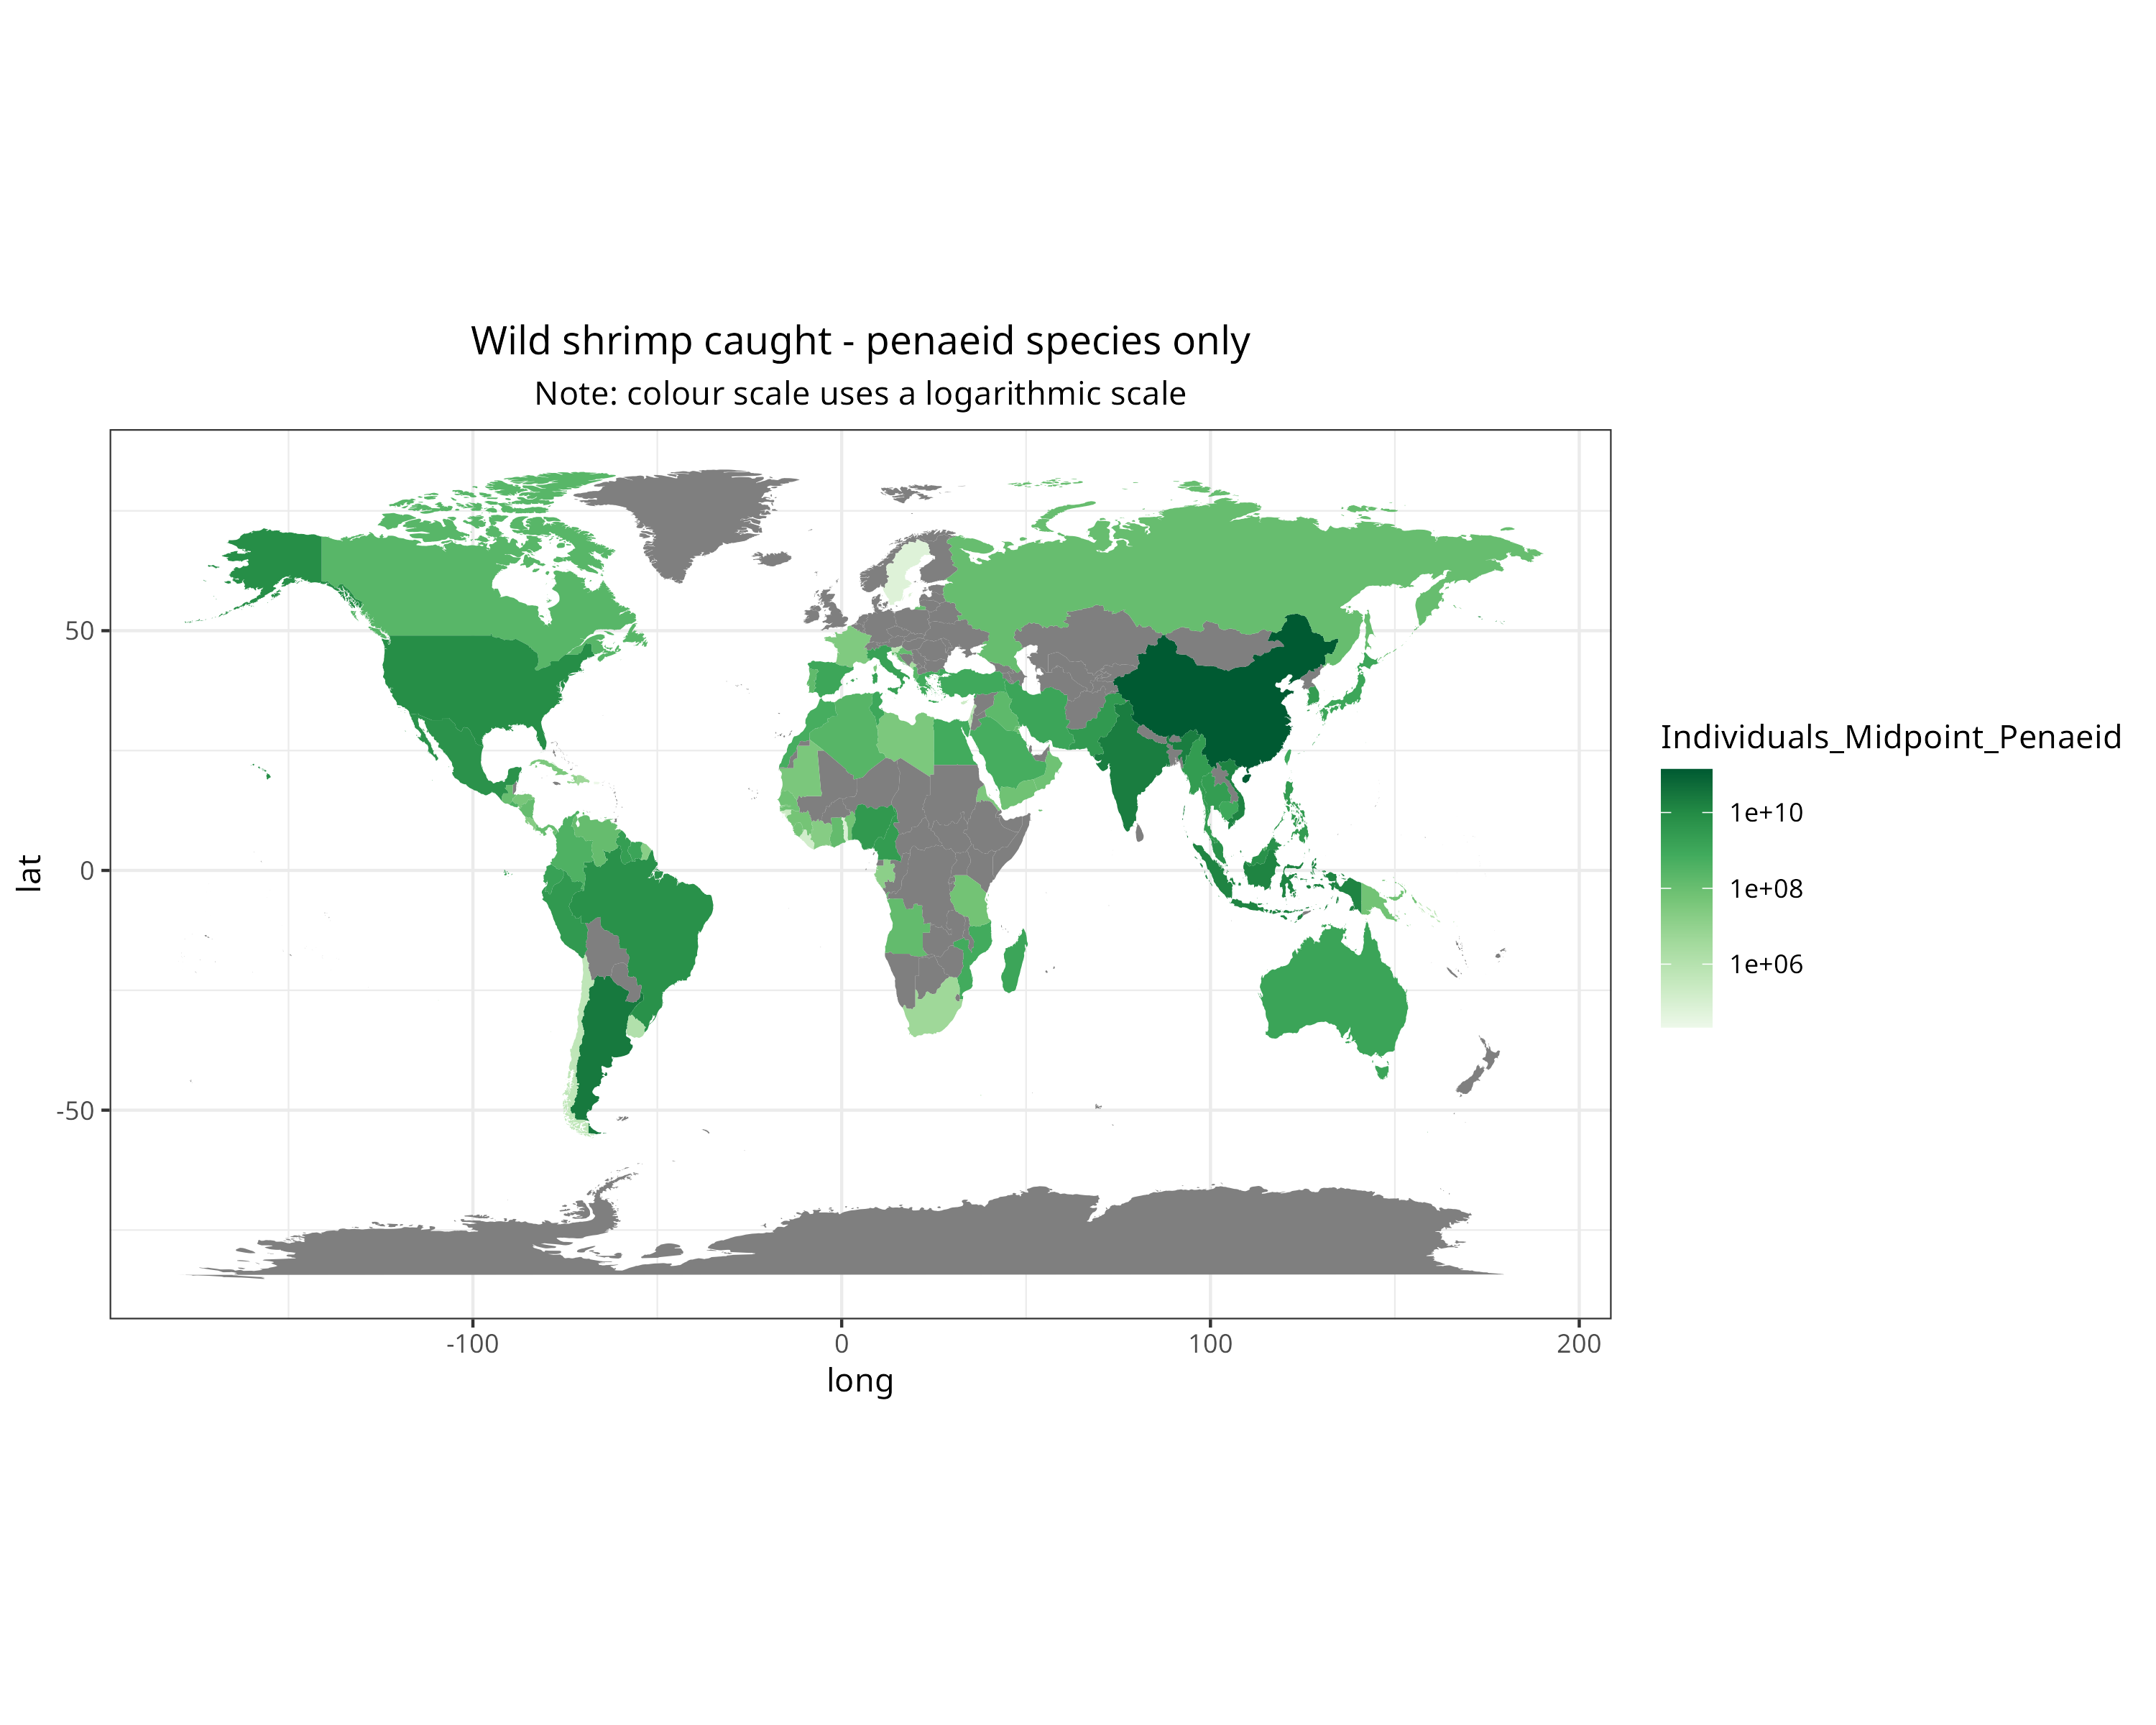 Wild shrimp caught - penaeid species only
Note: colour scale uses a logarithmic scale
lat
50
0
-50
-100
0
100
200
long
Individuals_Midpoint_Penaeid
1e+10
1e+08
1e+06